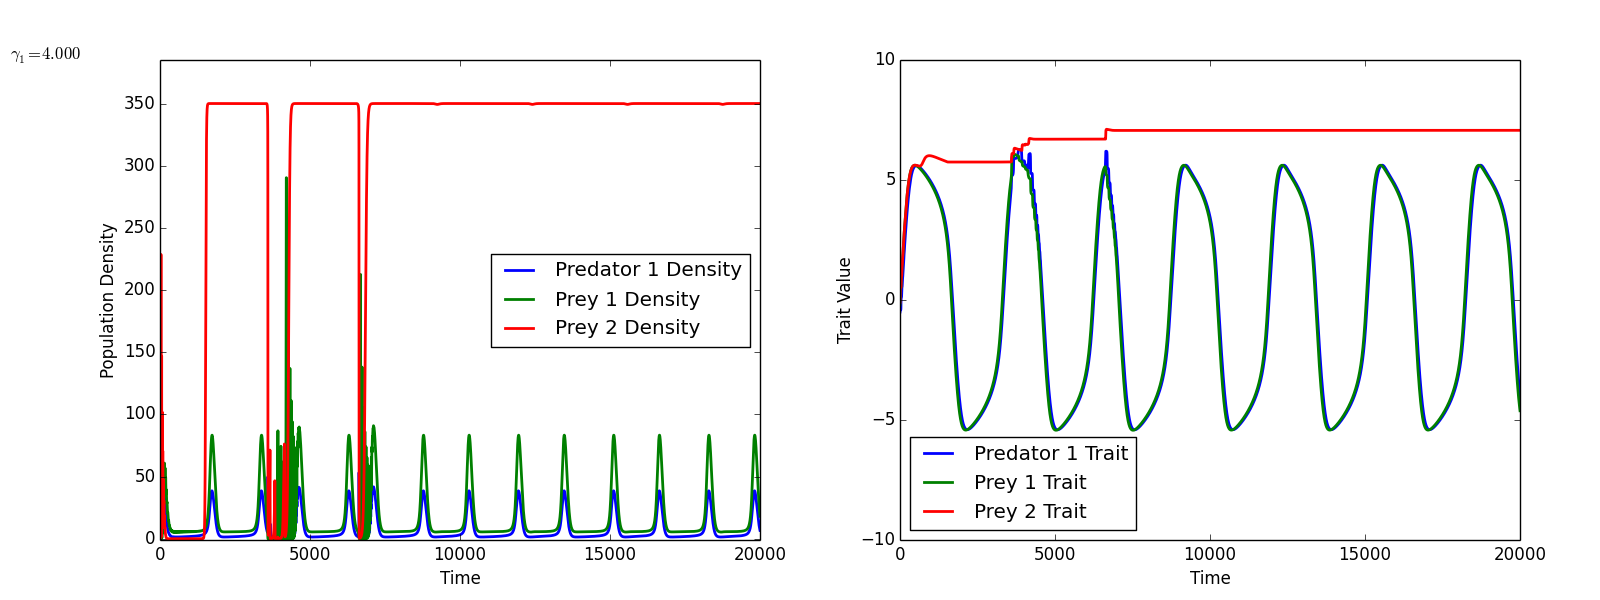 γ₁=4.000
Population Density
350
300
250
200
150
100
50
0
Predator 1 Density
Prey 1 Density
Prey 2 Density
0 5000 10000 15000 20000
Time
Trait Value
10
5
0
−5
−10
Predator 1 Trait
Prey 1 Trait
Prey 2 Trait
0 5000 10000 15000 20000
Time